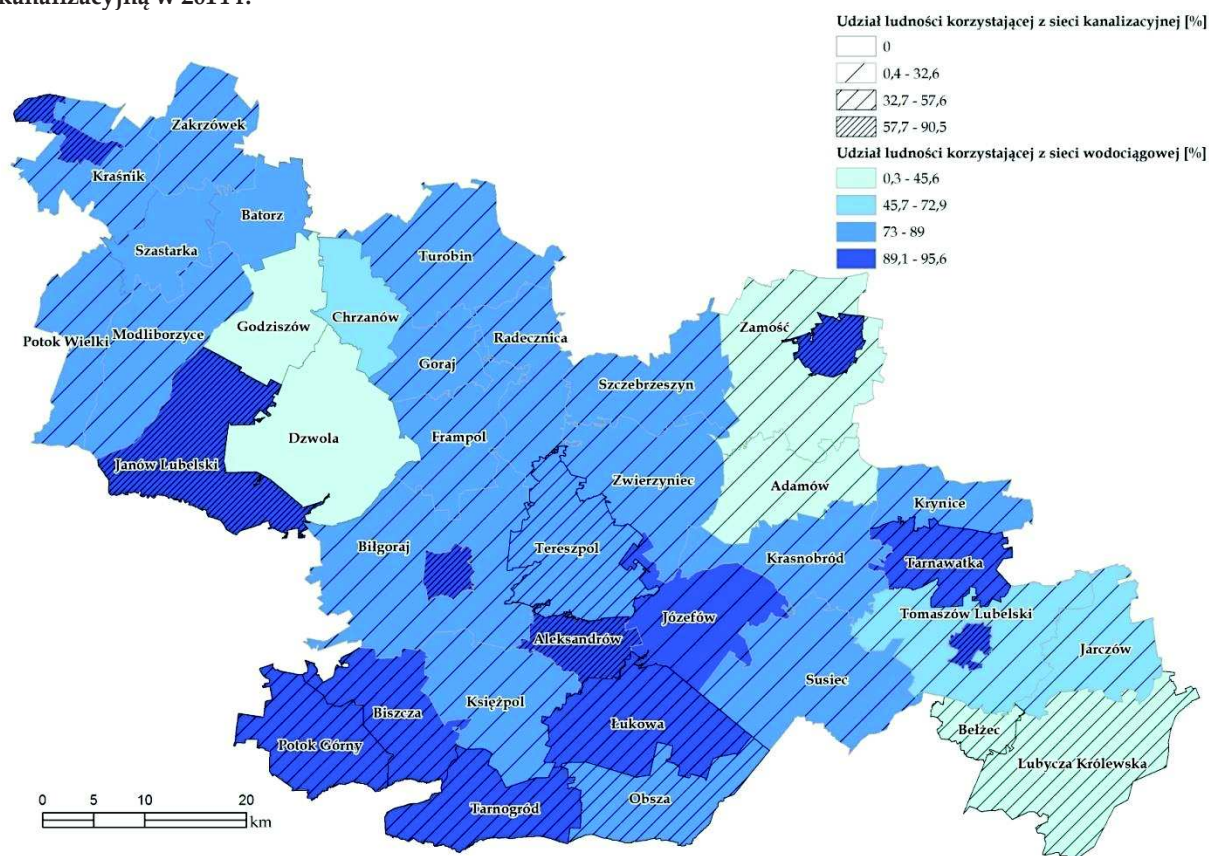 kanalizacyjną w 2014 r.
Udział ludności korzystającej z sieci kanalizacyjnej [%]
0
0,4 - 32,6
32,7 - 57,6
57,7 - 90,5
Udział ludności korzystającej z sieci wodociągowej [%]
0,3 - 45,6
45,7 - 72,9
73 - 89
89,1 - 95,6
Zakrzówek
Kraśnik
Batorz
Szastarka
Turobin
Godziszów
Chrzanów
Zamość
Potok Wielki
Modliborzyce
Radecznica
Goraj
Szczebrzeszyn
Dzwola
Frampol
Janów Lubelski
Zwierzyniec
Adamów
Krynice
Biłgoraj
Tereszpol
Krasnobród
Tarnawatka
Józefów
Tomaszów Lubelski
Aleksandrów
Jarczów
Susiec
Księżpol
Biszcza
Łukowa
Bełżec
Potok Górny
Lubycza Królewska
Obsza
Tarnogród
0 5 10 20
km